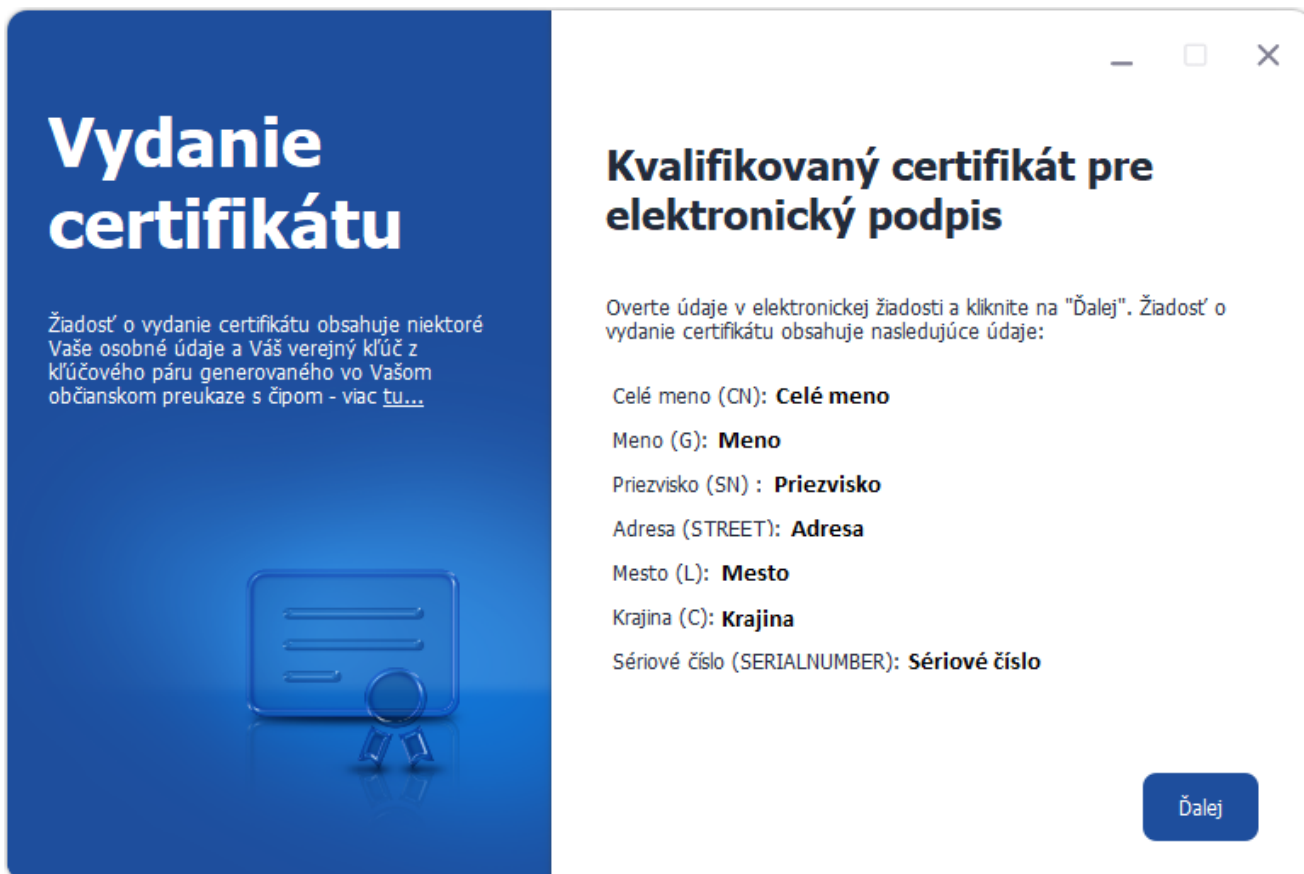 Vydanie
certifikátu
Žiadosť o vydanie certifikátu obsahuje niektoré
Vaše osobné údaje a Váš verejný kľúč z
kľúčového páru generovaného vo Vašom
občianskom preukaze s čipom - viac tu...
Kvalifikovaný certifikát pre
elektronický podpis
Overte údaje v elektronickej žiadosti a kliknite na "Ďalej". Žiadosť o
vydanie certifikátu obsahuje nasledujúce údaje:
Celé meno (CN): Celé meno
Meno (G): Meno
Priezvisko (SN) : Priezvisko
Adresa (STREET): Adresa
Mesto (L): Mesto
Krajina (C): Krajina
Sériové číslo (SERIALNUMBER): Sériové číslo
Ďalej